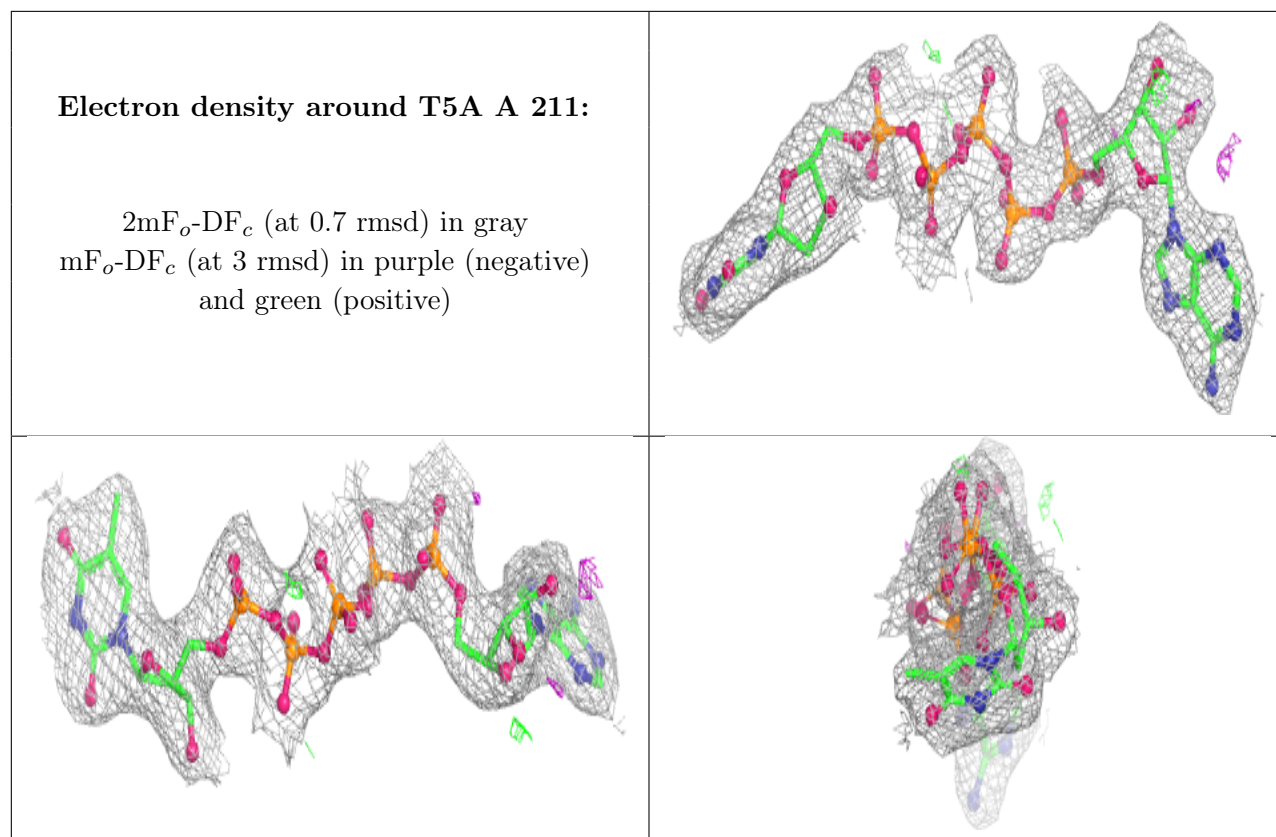 Electron density around T5A A 211:
2mFₒ-DF𝒸 (at 0.7 rmsd) in gray
mFₒ-DF𝒸 (at 3 rmsd) in purple (negative)
and green (positive)